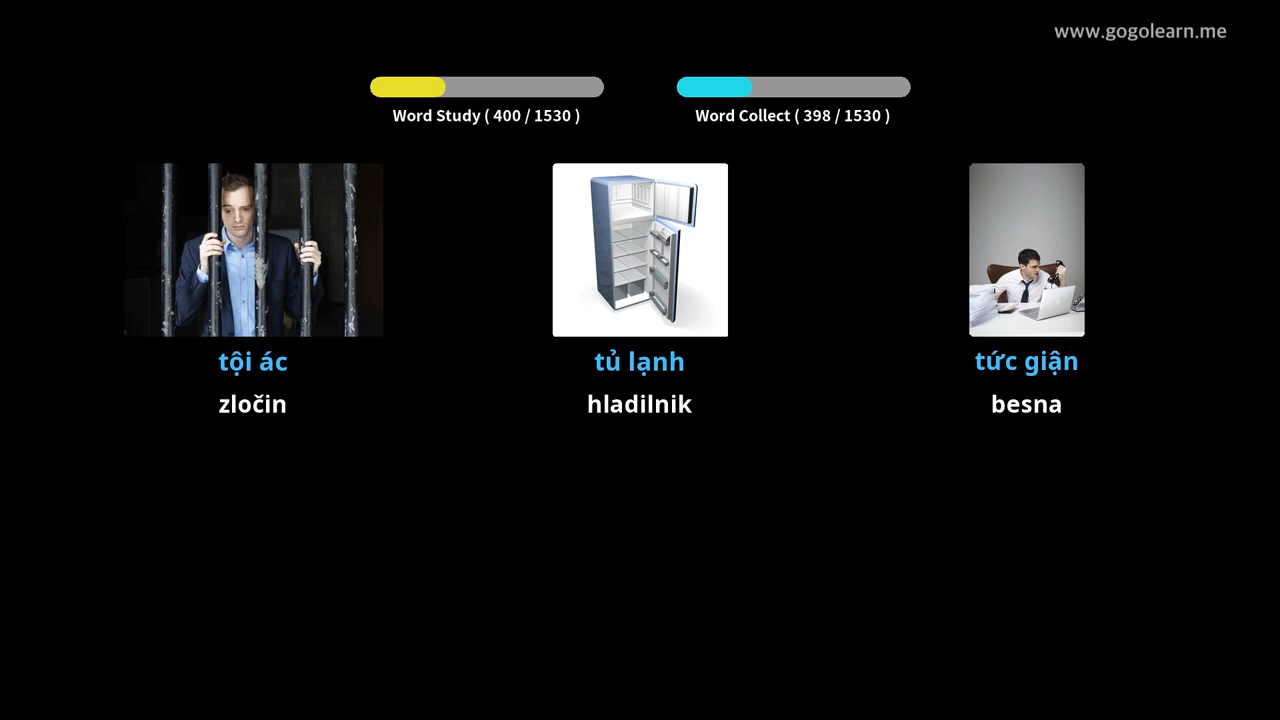 www.gogolearn.me
Word Study ( 400 / 1530 )
Word Collect ( 398 / 1530 )
tội ác
tủ lạnh
tức giận
zločin
hladilnik
besna